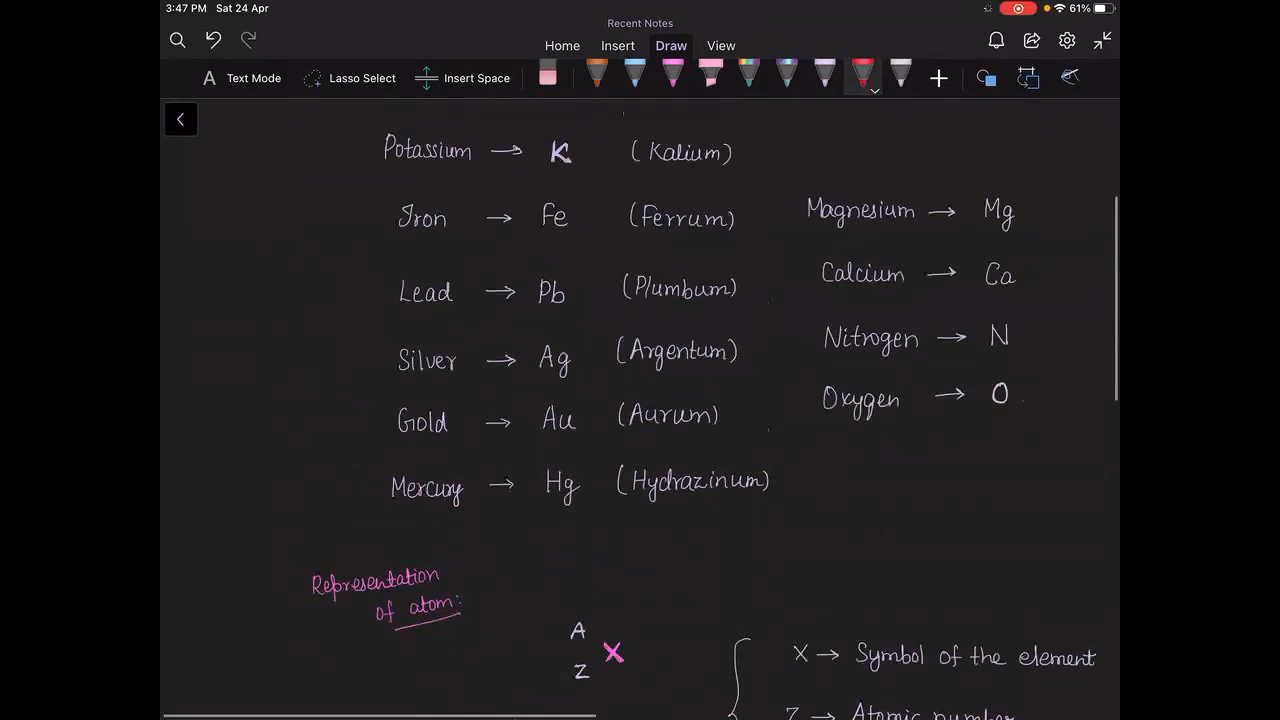 3:47 PM Sat 24 Apr
61%
Recent Notes
Home Insert Draw View
Text Mode Lasso Select Insert Space
Potassium → K (Kalium)
Iron → Fe (Ferrum)
Magnesium → Mg
Lead → Pb (Plumbum)
Calcium → Ca
Silver → Ag (Argentum)
Nitrogen → N
Gold → Au (Aurum)
Oxygen → O
Mercury → Hg (Hydrazinum)
Representation
of atom:
A
Z X
X → Symbol of the element
Z → Atomic number